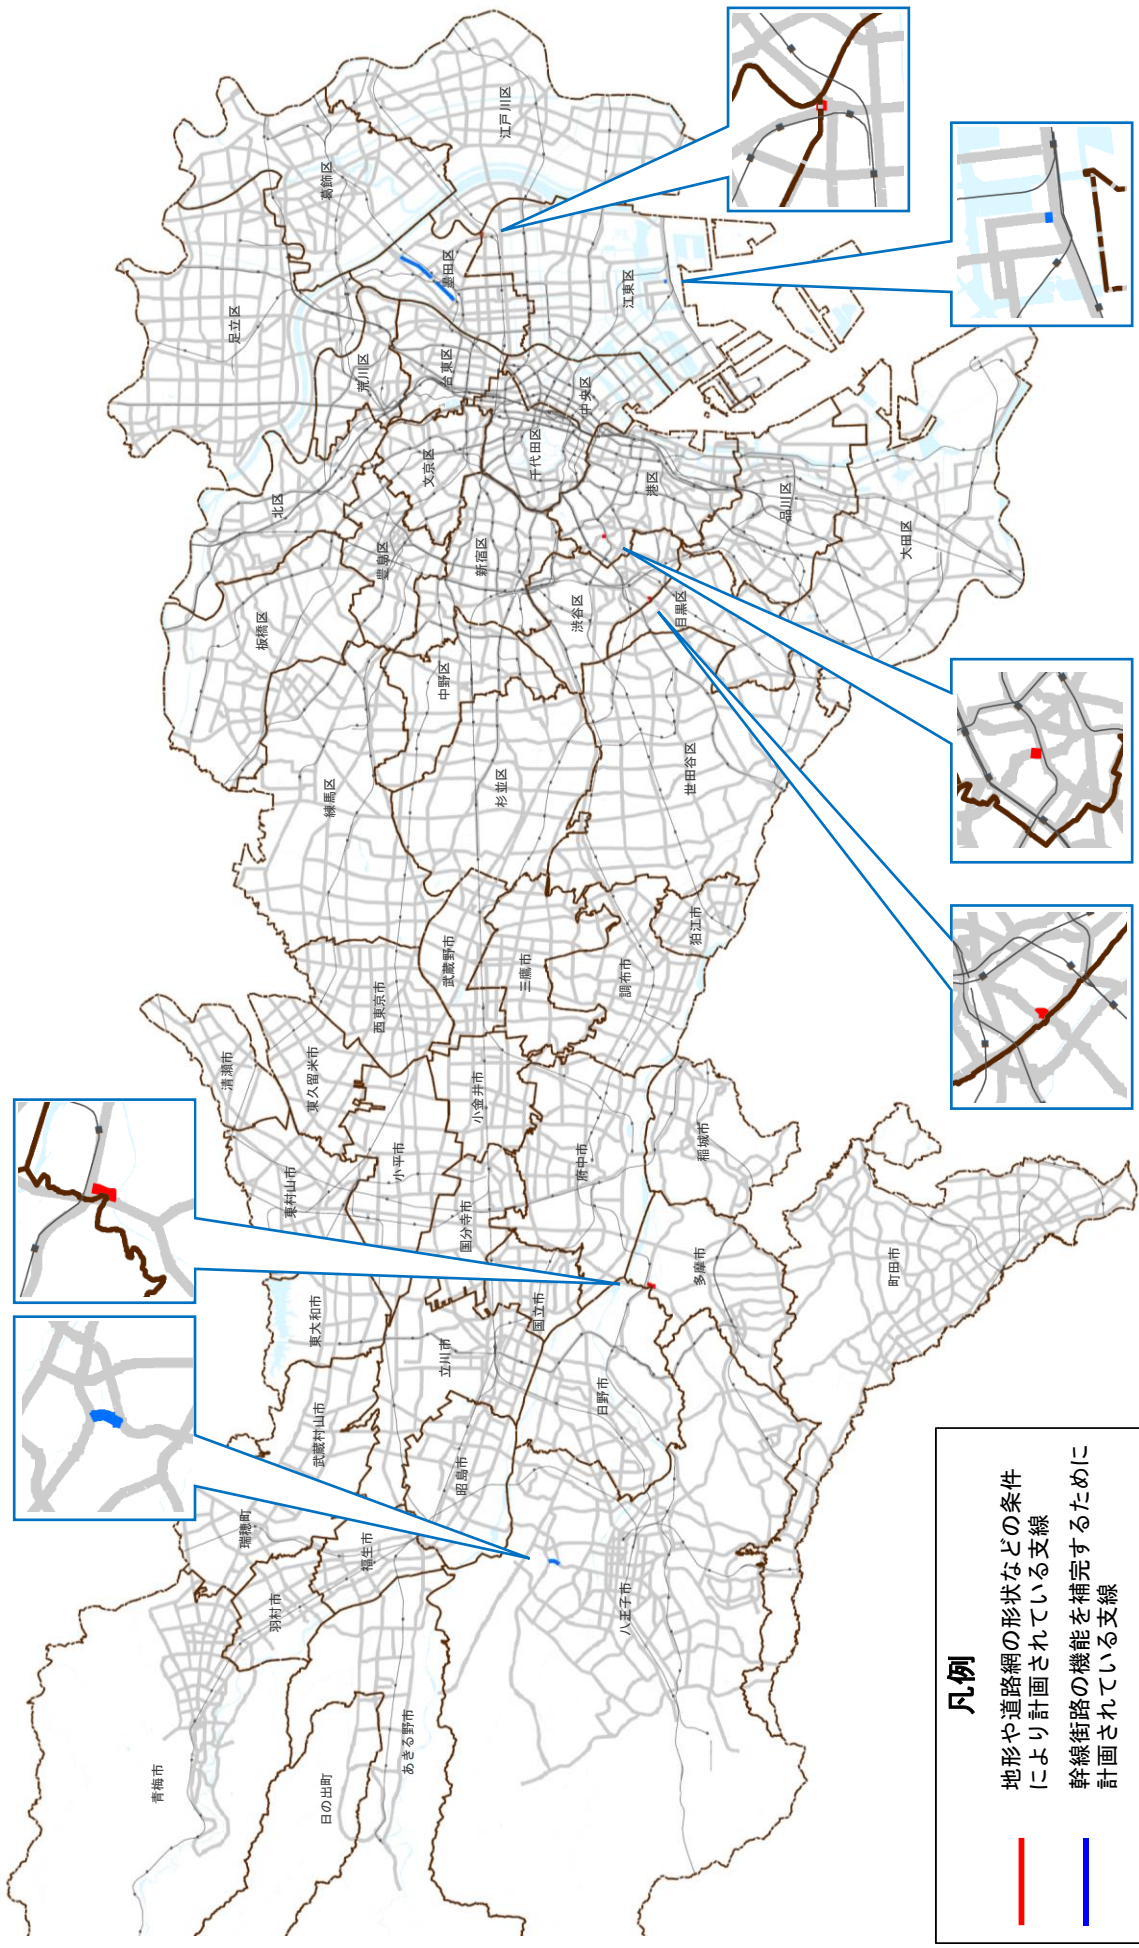 青梅市
清瀬市
足立区
瑞穂町
板橋区
羽村市
東村山市
北区
東大和市
武蔵村山市
東久留米市
練馬区
葛飾区
日の出町
福生市
荒川区
西東京市
豊島区
小平市
あきる野市
文京区
立川市
武蔵野市
中野区
台東区
墨田区
昭島市
国分寺市
小金井市
新宿区
杉並区
江戸川区
三鷹市
千代田区
国立市
府中市
渋谷区
中央区
日野市
八王子市
調布市
江東区
港区
目黒区
世田谷区
狛江市
多摩市
稲城市
品川区
町田市
大田区
凡例
地形や道路網の形状などの条件
により計画されている支線
幹線街路の機能を補完するために
計画されている支線